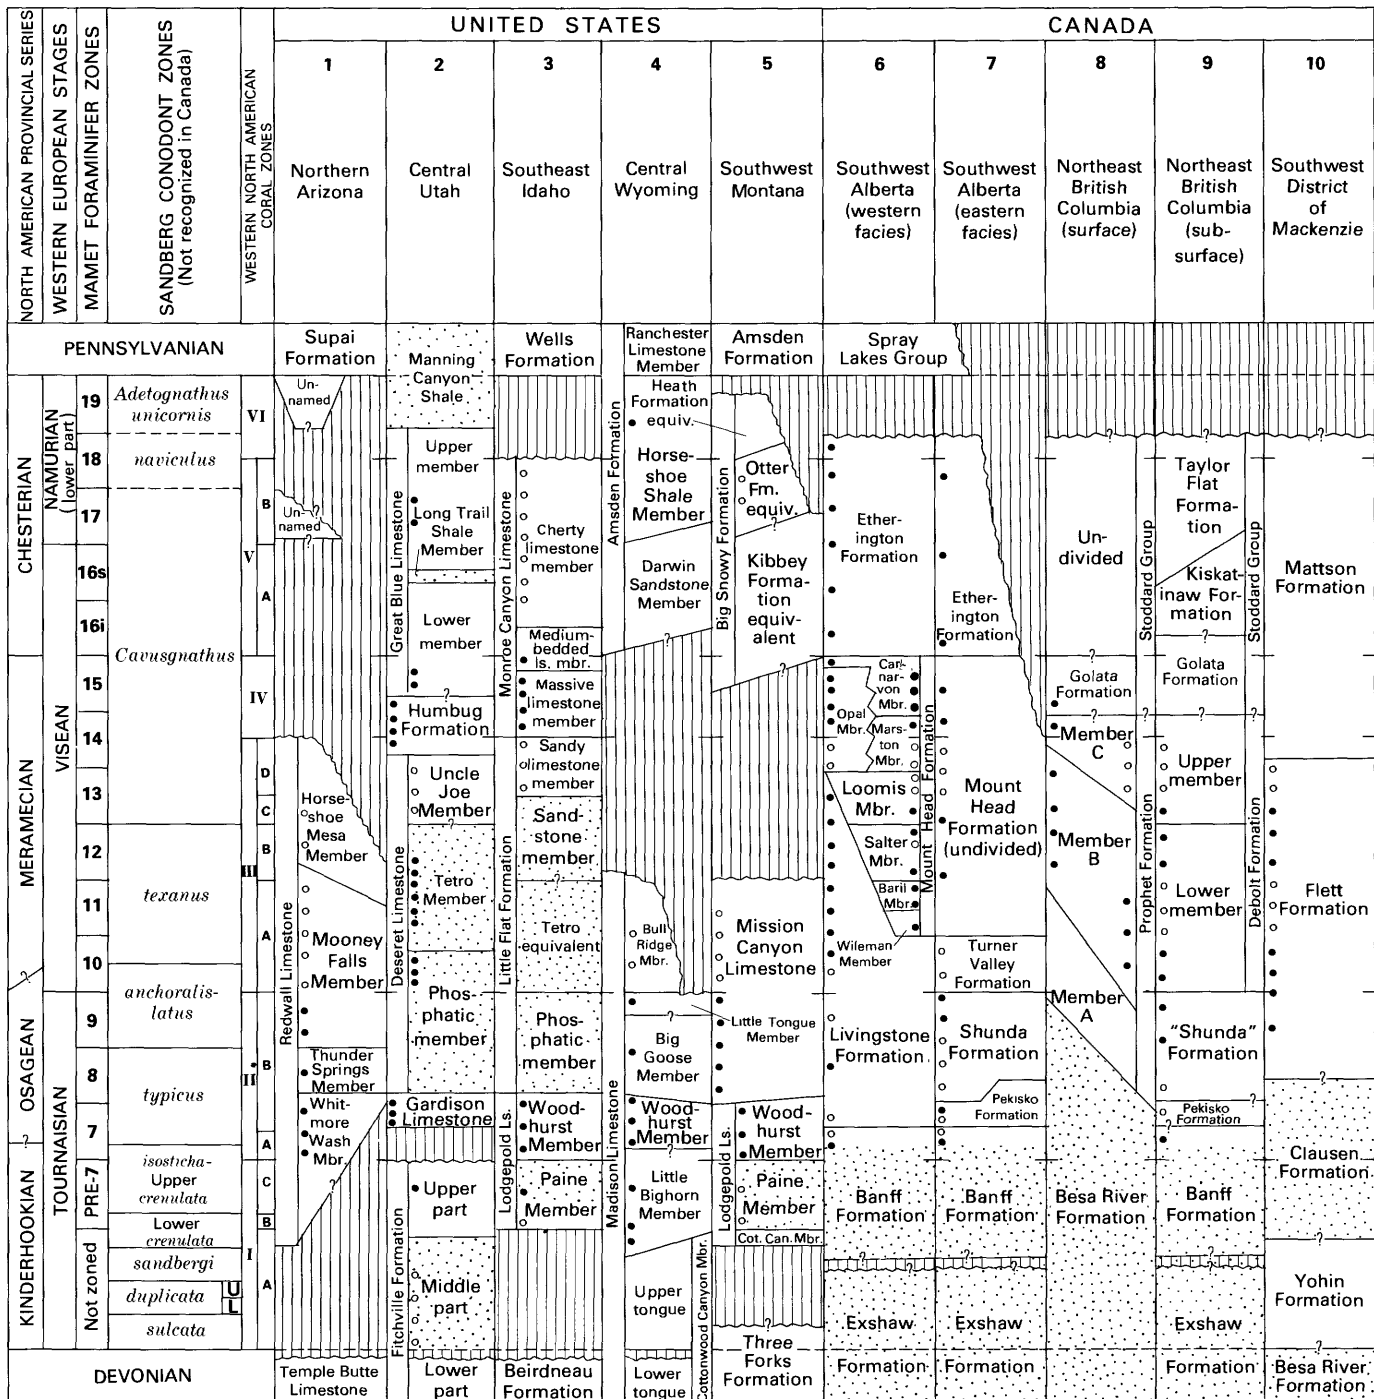 UNITED STATES
CANADA
NORTH AMERICAN PROVINCIAL SERIES
WESTERN EUROPEAN STAGES
MAMET FORAMINIFER ZONES
SANDBERG CONODONT ZONES
(Not recognized in Canada)
WESTERN NORTH AMERICAN
CORAL ZONES
1
Northern
Arizona
2
Central
Utah
3
Southeast
Idaho
4
Central
Wyoming
5
Southwest
Montana
6
Southwest
Alberta
(western
facies)
7
Southwest
Alberta
(eastern
facies)
8
Northeast
British
Columbia
(surface)
9
Northeast
British
Columbia
(sub-
surface)
10
Southwest
District
of
Mackenzie
PENNSYLVANIAN
CHESTERIAN
MERAMECIAN
?
OSAGEAN
?
KINDERHOOKIAN
NAMURIAN
(lower part)
VISEAN
TOURNAISIAN
19
18
17
16s
16i
15
14
13
12
11
10
9
8
7
PRE-7
Not zoned
Adetognathus
unicornis
naviculus
Cavusgnathus
texanus
anchoralis-
latus
typicus
isosticha-
Upper
crenulata
Lower
crenulata
sandbergi
duplicata
U
L
sulcata
VI
V
B
A
IV
III
D
C
B
A
II
B
A
I
C
B
A
DEVONIAN
Supai
Formation
Un-
named
?
?
Un-
named
?
Redwall Limestone
Horse-
shoe
Mesa
Member
Mooney
Falls
Member
Thunder
Springs
Member
Whit-
more
Wash
Mbr.
?
Temple Butte
Limestone
Manning
Canyon
Shale
Great Blue Limestone
Upper
member
Long Trail
Shale
Member
Lower
member
?
Humbug
Formation
Deseret Limestone
Uncle
Joe
Member
?
Tetro
Member
Phos-
phatic
member
Gardison
Limestone
Fitchville Formation
Upper
part
Middle
part
Lower
part
Wells
Formation
Monroe Canyon Limestone
Cherty
limestone
member
Medium-
bedded
ls. mbr.
Massive
limestone
member
Sandy
limestone
member
Little Flat Formation
Sand-
stone
member
?
Tetro
equivalent
Phos-
phatic
member
Lodgepold Ls.
Wood-
hurst
Member
Paine
Member
Beirdneau
Formation
Ranchester
Limestone
Member
Amsden Formation
Heath
Formation
equiv.
Horse-
shoe
Shale
Member
Darwin
Sandstone
Member
?
Madison Limestone
?
Bull
Ridge
Mbr.
?
Big
Goose
Member
Wood-
hurst
Member
?
Little
Bighorn
Member
Upper
tongue
Lower
tongue
Cottonwood Canyon Mbr.
Amsden
Formation
Big Snowy Formation
Otter
Fm.
equiv.
?
Kibbey
Forma-
tion
equiv-
alent
?
Mission
Canyon
Limestone
?
Little Tongue
Member
Lodgepold Ls.
Wood-
hurst
Member
Paine
Member
Cot. Can. Mbr.
?
Three
Forks
Formation
Spray
Lakes Group
?
Ether-
ington
Formation
Car-
nar-
von
Mbr.
Opal
Mbr.
Mars-
ton
Mbr.
Loomis
Mbr.
Salter
Mbr.
Baril
Mbr.
Wileman
Member
Mount Head Formation
Livingstone
Formation
Banff
Formation
?
?
Exshaw
Formation
?
Ether-
ington
Formation
Mount
Head
Formation
(undivided)
Turner
Valley
Formation
Shunda
Formation
Pekisko
Formation
Banff
Formation
?
?
Exshaw
Formation
?
Un-
divided
Stoddard Group
?
Golata
Formation
?
?
Member
C
Member
B
Member
A
Prophet Formation
Besa River
Formation
?
Taylor
Flat
Forma-
tion
Kiskat-
inaw For-
mation
?
Stoddard Group
Golata
Formation
?
?
Upper
member
Lower
member
Debolt Formation
"Shunda"
Formation
?
Pekisko
Formation
?
Banff
Formation
?
Exshaw
Formation
?
Mattson
Formation
Flett
Formation
?
Clausen
Formation
?
Yohin
Formation
?
Besa River
Formation